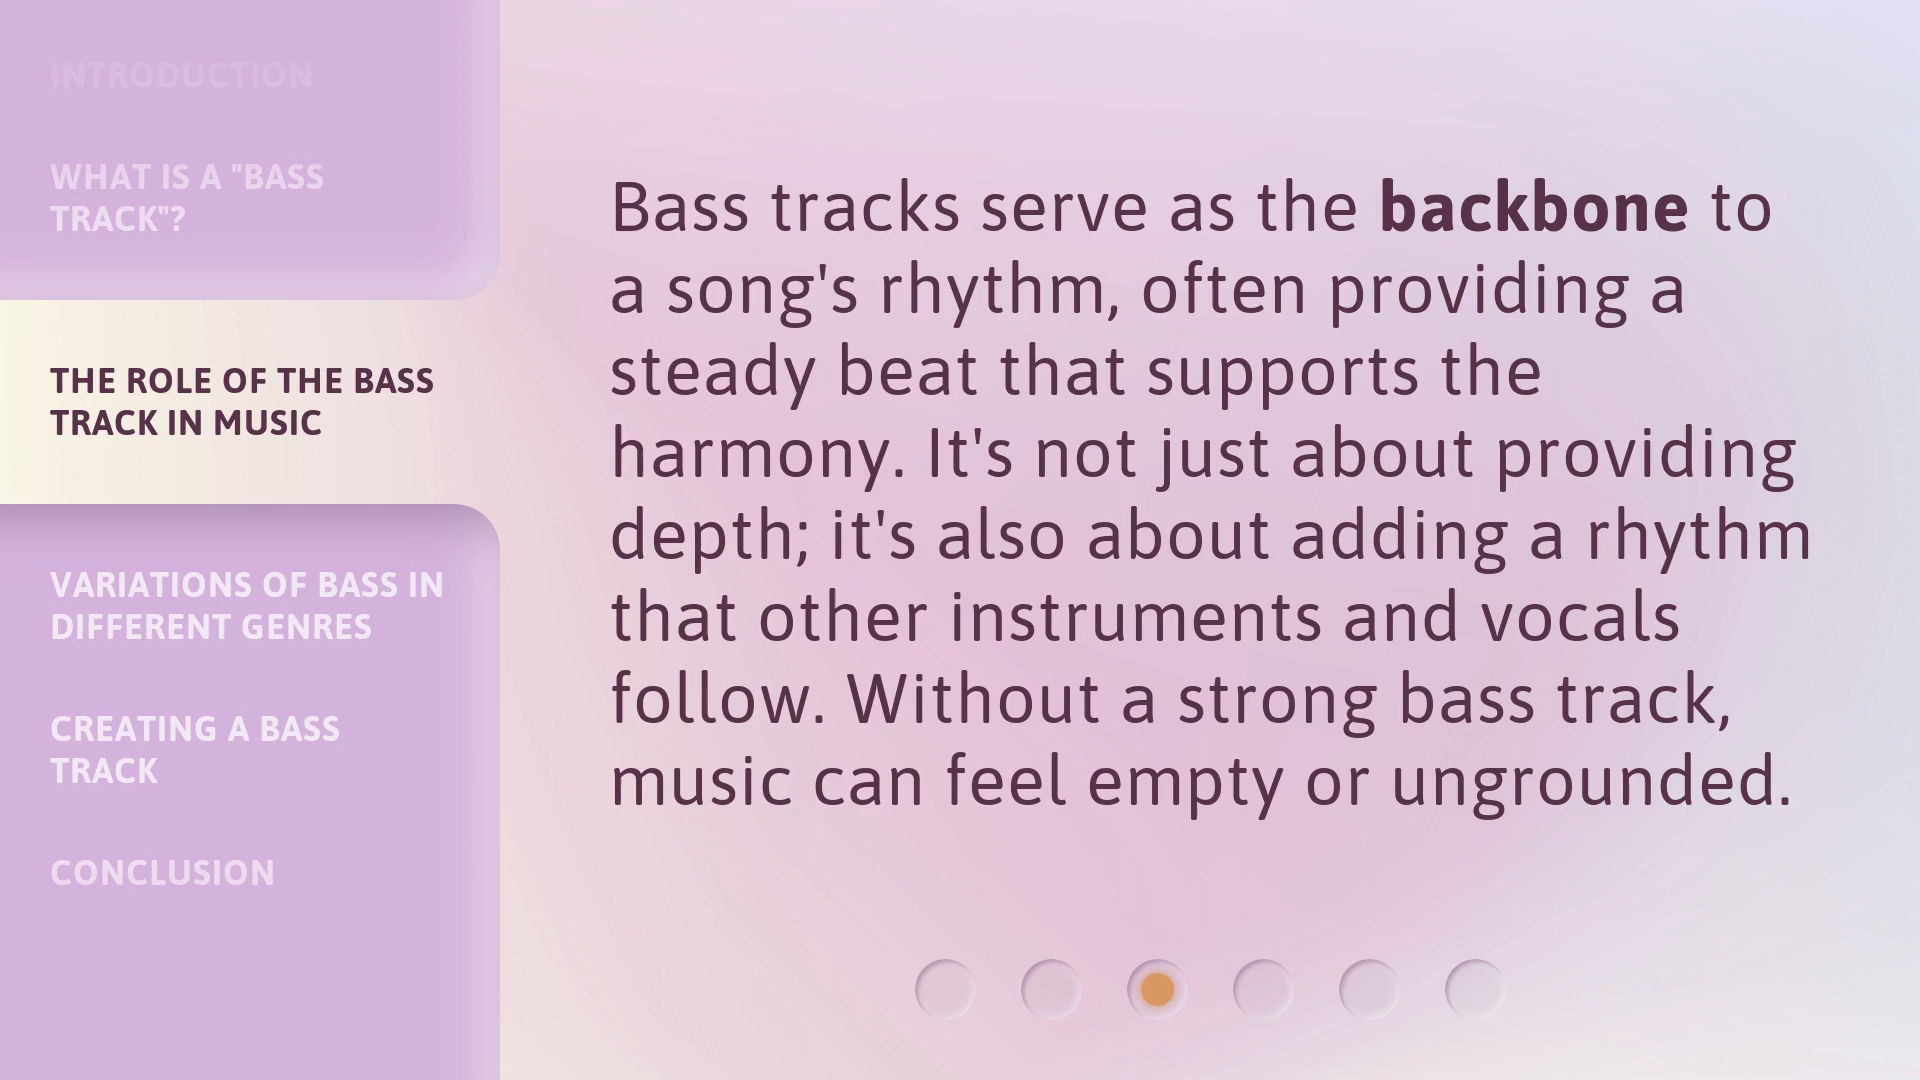 INTRODUCTION
WHAT IS A "BASS
TRACK"?
THE ROLE OF THE BASS
TRACK IN MUSIC
VARIATIONS OF BASS IN
DIFFERENT GENRES
CREATING A BASS
TRACK
CONCLUSION
Bass tracks serve as the backbone to
a song's rhythm, often providing a
steady beat that supports the
harmony. It's not just about providing
depth; it's also about adding a rhythm
that other instruments and vocals
follow. Without a strong bass track,
music can feel empty or ungrounded.